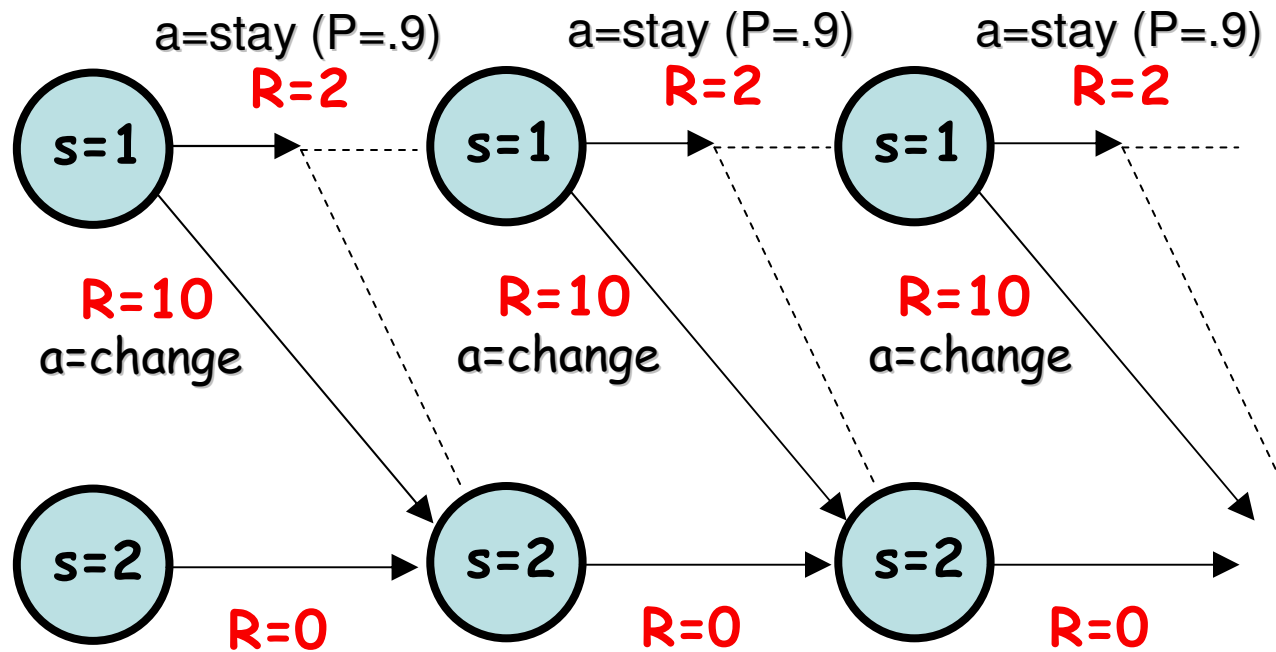 a=stay (P=.9) a=stay (P=.9) a=stay (P=.9)
R=2 R=2 R=2
s=1 s=1 s=1
R=10 R=10 R=10
a=change a=change a=change
s=2 s=2 s=2
R=0 R=0 R=0